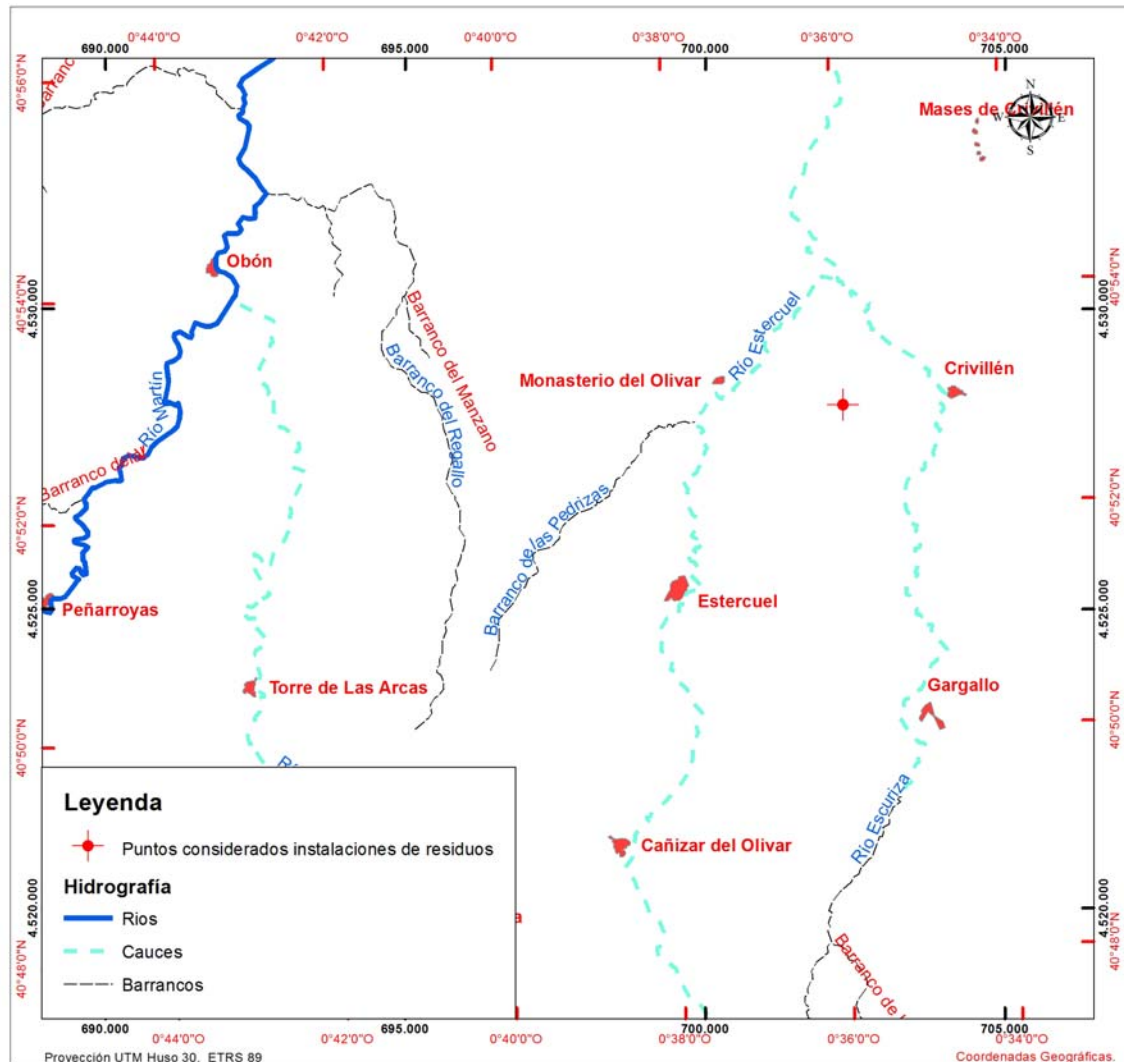 0°44'0"O 0°42'0"O 0°40'0"O 0°38'0"O 0°36'0"O 0°34'0"O
690.000 695.000 700.000 705.000
40°56'0"N
Barranco
N
W E
S
Mases de Crivillén
Obón
40°54'0"N
40°54'0"N
4.530.000
4.530.000
Río Estercuel
Barranco del Manzano
Barranco del Regallo
Monasterio del Olivar
Crivillén
Río Martín
Barranco del
40°52'0"N
40°52'0"N
Barranco de las Pedrizas
Peñarroyas
Estercuel
4.525.000
4.525.000
Torre de Las Arcas
Gargallo
40°50'0"N
40°50'0"N
Río Escuriza
Cañizar del Olivar
Leyenda
Puntos considerados instalaciones de residuos
Hidrografía
Rios
Cauces
Barrancos
a
4.520.000
4.520.000
40°48'0"N
40°48'0"N
Barranco de
690.000 695.000 700.000 705.000
0°44'0"O 0°42'0"O 0°40'0"O 0°38'0"O 0°36'0"O 0°34'0"O
Proyección UTM Huso 30. ETRS 89
Coordenadas Geográficas.